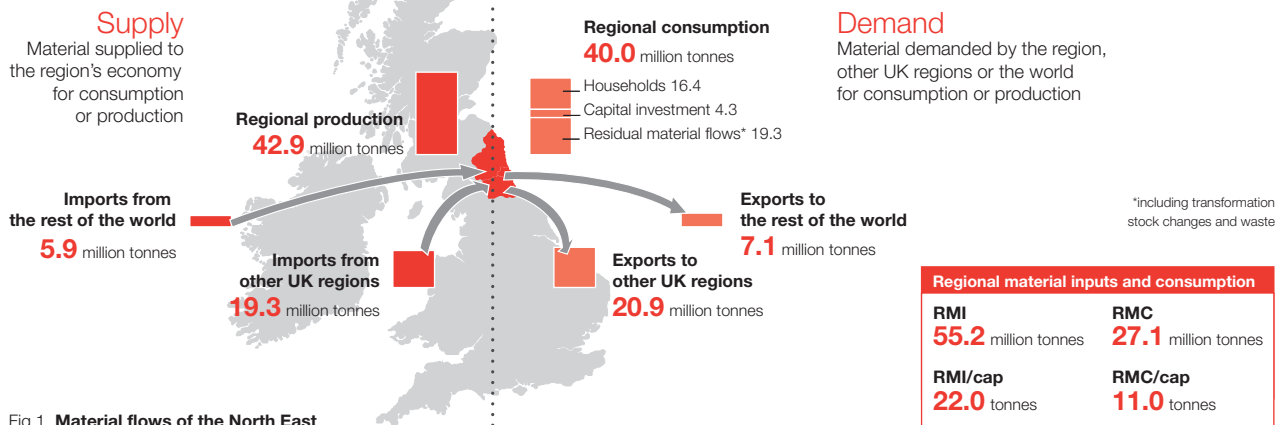 Supply
Material supplied to
the region's economy
for consumption
or production
Regional production
42.9 million tonnes
Imports from
the rest of the world
5.9 million tonnes
Imports from
other UK regions
19.3 million tonnes
Regional consumption
40.0 million tonnes
Households 16.4
Capital investment 4.3
Residual material flows* 19.3
Demand
Material demanded by the region,
other UK regions or the world
for consumption or production
Exports to
the rest of the world
7.1 million tonnes
Exports to
other UK regions
20.9 million tonnes
*including transformation
stock changes and waste
Regional material inputs and consumption
RMI
55.2 million tonnes
RMC
27.1 million tonnes
RMI/cap
22.0 tonnes
RMC/cap
11.0 tonnes
Fig 1 Material flows of the North East